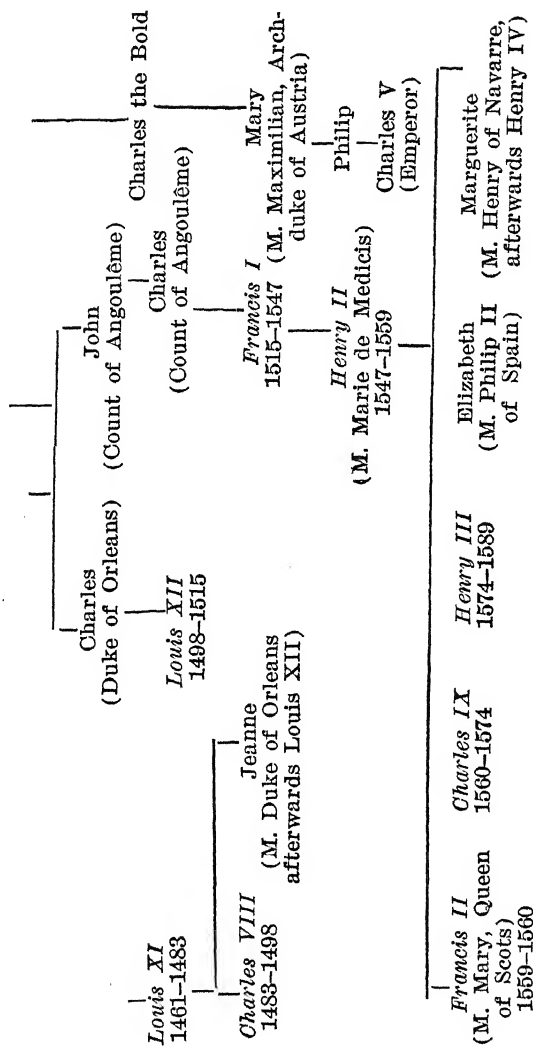 Charles
(Duke of Orleans)
John
(Count of Angoulême)
Louis XI
1461–1483
Louis XII
1498–1515
Charles
(Count of Angoulême)
Charles the Bold
Charles VIII
1483–1498
Jeanne
(M. Duke of Orleans
afterwards Louis XII)
Francis I
1515–1547
Mary
(M. Maximilian, Arch-
duke of Austria)
Henry II
(M. Marie de Medicis)
1547–1559
Philip
Charles V
(Emperor)
Francis II
(M. Mary, Queen
of Scots)
1559–1560
Charles IX
1560–1574
Henry III
1574–1589
Elizabeth
(M. Philip II
of Spain)
Marguerite
(M. Henry of Navarre,
afterwards Henry IV)